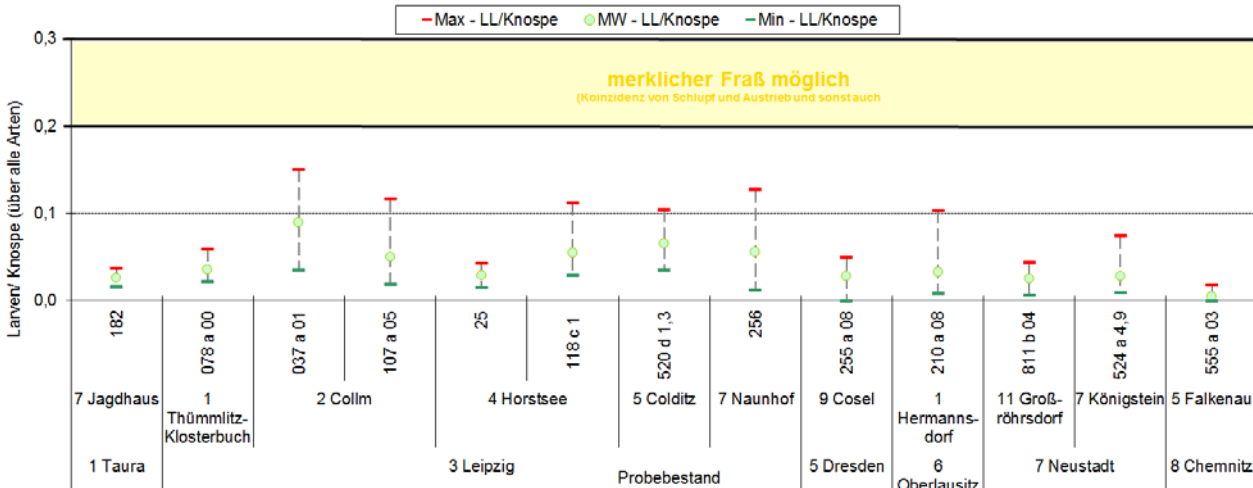 Max - LL/Knospe MW - LL/Knospe Min - LL/Knospe
Larven/ Knospe (über alle Arten)
0,3
merklicher Fraß möglich
(Koinzidenz von Schlupf und Austrieb und sonst auch
0,2
0,1
0,0
182
078 a 00
037 a 01
107 a 05
25
118 c 1
520 d 1,3
256
255 a 08
210 a 08
811 b 04
524 a 4,9
555 a 03
7 Jagdhaus
1
Thümmlitz-
Klosterbuch
2 Collm
4 Horstsee
5 Colditz
7 Naunhof
9 Cosel
1
Hermanns-
dorf
11 Groß-
röhrsdorf
7 Königstein
5 Falkenau
1 Taura
3 Leipzig
5 Dresden
6
Oberlausitz
7 Neustadt
8 Chemnitz
Probebestand